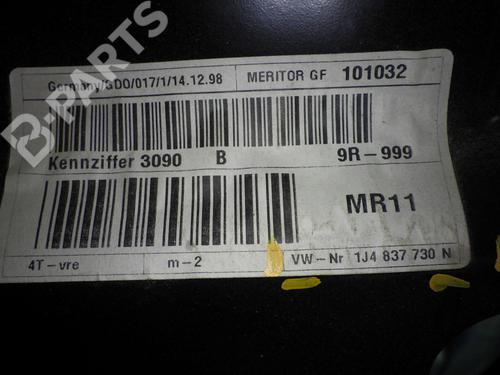 Germany/GDO/017/1/14.12.98 MERITOR GF 101032
Kennziffer 3090 B 9R-999
MR11
4T-vre m-2 VW-Nr 1J4 837 730 N
B-PARTS